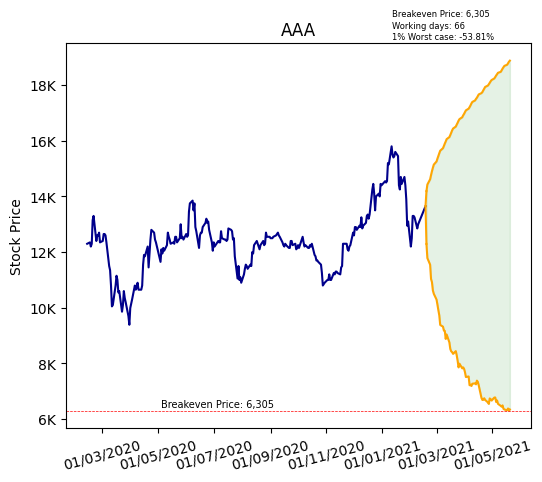 Breakeven Price: 6,305
Working days: 66
1% Worst case: -53.81%
AAA
Stock Price
18K
16K
14K
12K
10K
8K
6K
Breakeven Price: 6,305
01/03/2020
01/05/2020
01/07/2020
01/09/2020
01/11/2020
01/01/2021
01/03/2021
01/05/2021